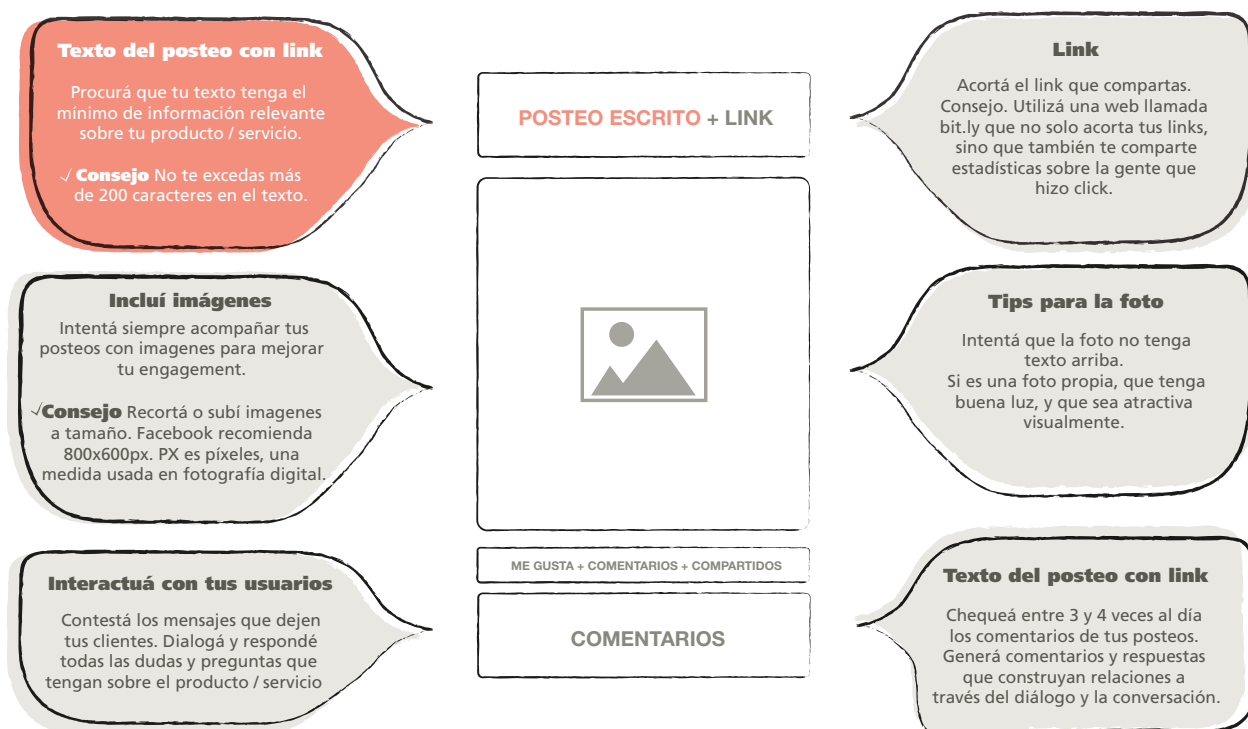 Texto del posteo con link
Procurá que tu texto tenga el
mínimo de información relevante
sobre tu producto / servicio.
√ Consejo No te excedas más
de 200 caracteres en el texto.
POSTEO ESCRITO + LINK
Link
Acortá el link que compartas.
Consejo. Utilizá una web llamada
bit.ly que no solo acorta tus links,
sino que también te comparte
estadísticas sobre la gente que
hizo click.
Incluí imágenes
Intentá siempre acompañar tus
posteos con imagenes para mejorar
tu engagement.
√Consejo Recortá o subí imagenes
a tamaño. Facebook recomienda
800x600px. PX es píxeles, una
medida usada en fotografía digital.
Tips para la foto
Intentá que la foto no tenga
texto arriba.
Si es una foto propia, que tenga
buena luz, y que sea atractiva
visualmente.
Interactuá con tus usuarios
Contestá los mensajes que dejen
tus clientes. Dialogá y respondé
todas las dudas y preguntas que
tengan sobre el producto / servicio
ME GUSTA + COMENTARIOS + COMPARTIDOS
COMENTARIOS
Texto del posteo con link
Chequeá entre 3 y 4 veces al día
los comentarios de tus posteos.
Generá comentarios y respuestas
que construyan relaciones a
través del diálogo y la conversación.